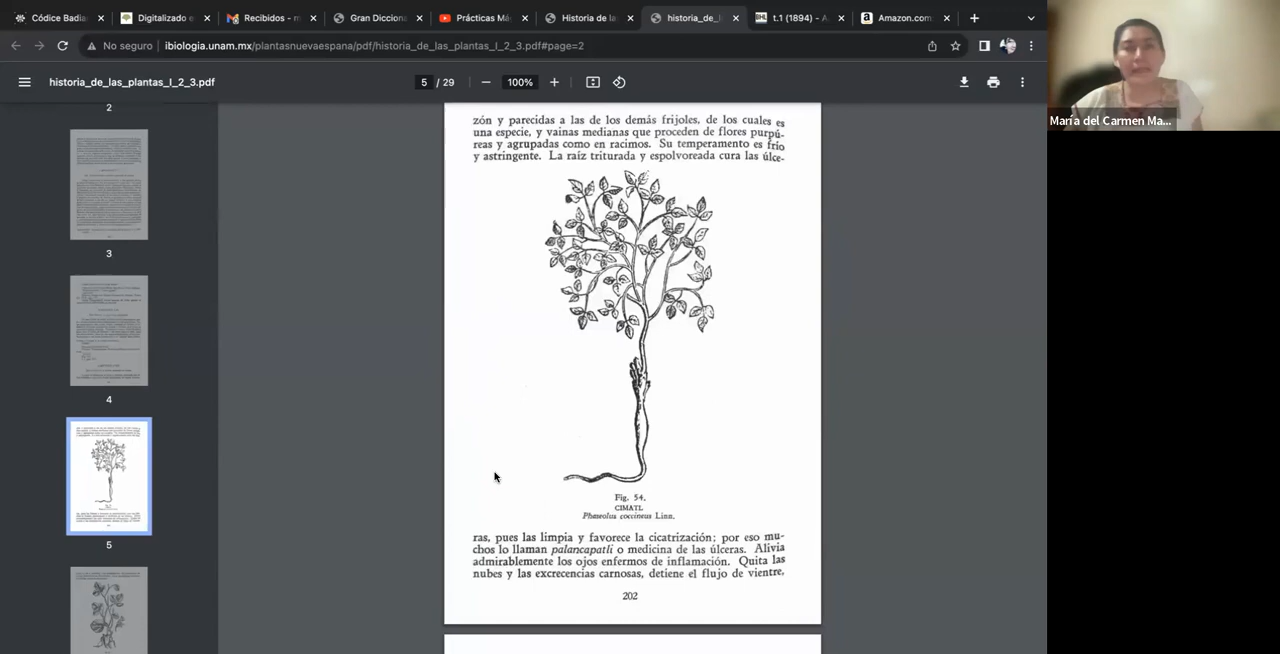 Códice Badia
Digitalizado e
Recibidos - m
Gran Dicciona
Prácticas Má
Historia de la
historia_de_l
t.1 (1894) - A
Amazon.com:
No seguro
ibiologia.unam.mx/plantasnuevaespana/pdf/historia_de_las_plantas_I_2_3.pdf#page=2
historia_de_las_plantas_I_2_3.pdf
5 / 29
100%
María del Carmen Ma...
2
3
4
5
zón y parecidas a las de los demás frijoles, de los cuales es
una especie, y vainas medianas que proceden de flores purpú-
reas y agrupadas como en racimos. Su temperamento es frío
y astringente. La raíz triturada y espolvoreada cura las úlce-
Fig. 54.
CIMATL
Phaseolus coccineus Linn.
ras, pues las limpia y favorece la cicatrización; por eso mu-
chos lo llaman palancapatli o medicina de las úlceras. Alivia
admirablemente los ojos enfermos de inflamación. Quita las
nubes y las excrecencias carnosas, detiene el flujo de vientre,
202